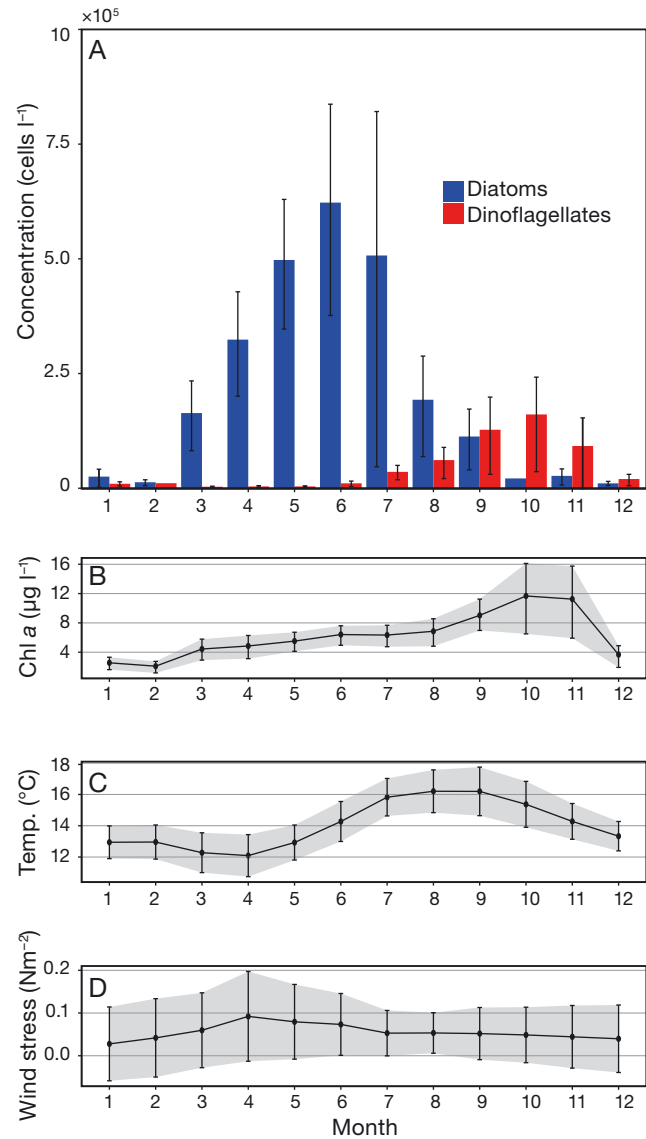 ×10⁵
10
A
7.5
5.0
2.5
0
Concentration (cells l⁻¹)
Diatoms
Dinoflagellates
1 2 3 4 5 6 7 8 9 10 11 12
B
16
12
8
4
Chl a (µg l⁻¹)
1 2 3 4 5 6 7 8 9 10 11 12
C
18
16
14
12
Temp. (°C)
1 2 3 4 5 6 7 8 9 10 11 12
D
0.2
0.1
0.0
Wind stress (Nm⁻²)
1 2 3 4 5 6 7 8 9 10 11 12
Month